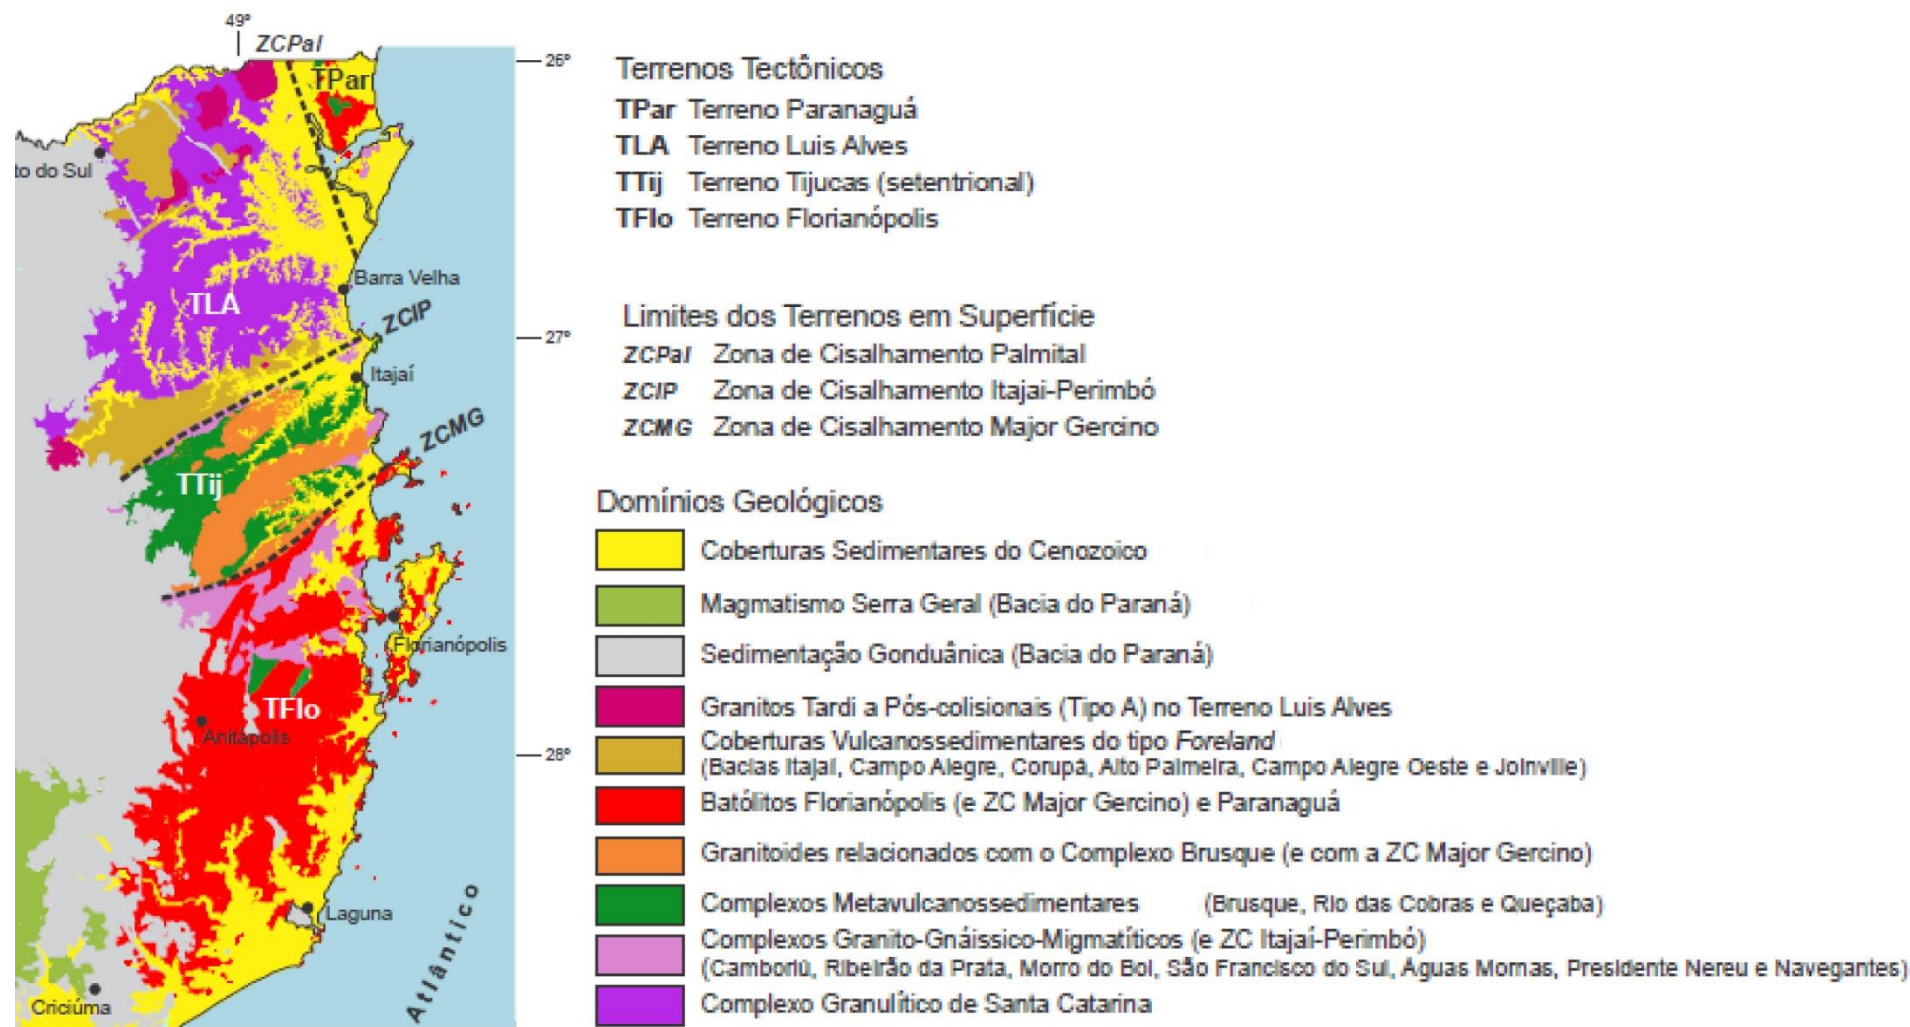 49º
ZCPal
26º
TPar
to do Sul
Barra Velha
TLA
ZCIP
27º
Itajaí
ZCMG
TTij
Florianópolis
TFlo
Anitápolis
28º
Laguna
Atlântico
Criciúma
Terrenos Tectônicos
TPar Terreno Paranaguá
TLA Terreno Luis Alves
TTij Terreno Tijucas (setentrional)
TFlo Terreno Florianópolis
Limites dos Terrenos em Superfície
ZCPal Zona de Cisalhamento Palmital
ZCIP Zona de Cisalhamento Itajai-Perimbó
ZCMG Zona de Cisalhamento Major Gercino
Domínios Geológicos
Coberturas Sedimentares do Cenozoico
Magmatismo Serra Geral (Bacia do Paraná)
Sedimentação Gonduânica (Bacia do Paraná)
Granitos Tardi a Pós-colisionais (Tipo A) no Terreno Luis Alves
Coberturas Vulcanossedimentares do tipo Foreland
(Bacias Itajaí, Campo Alegre, Corupá, Alto Palmeira, Campo Alegre Oeste e Joinville)
Batólitos Florianópolis (e ZC Major Gercino) e Paranaguá
Granitoides relacionados com o Complexo Brusque (e com a ZC Major Gercino)
Complexos Metavulcanossedimentares (Brusque, Rio das Cobras e Queçaba)
Complexos Granito-Gnáissico-Migmatíticos (e ZC Itajaí-Perimbó)
(Camboriú, Ribeirão da Prata, Morro do Boi, São Francisco do Sul, Águas Mornas, Presidente Nereu e Navegantes)
Complexo Granulítico de Santa Catarina